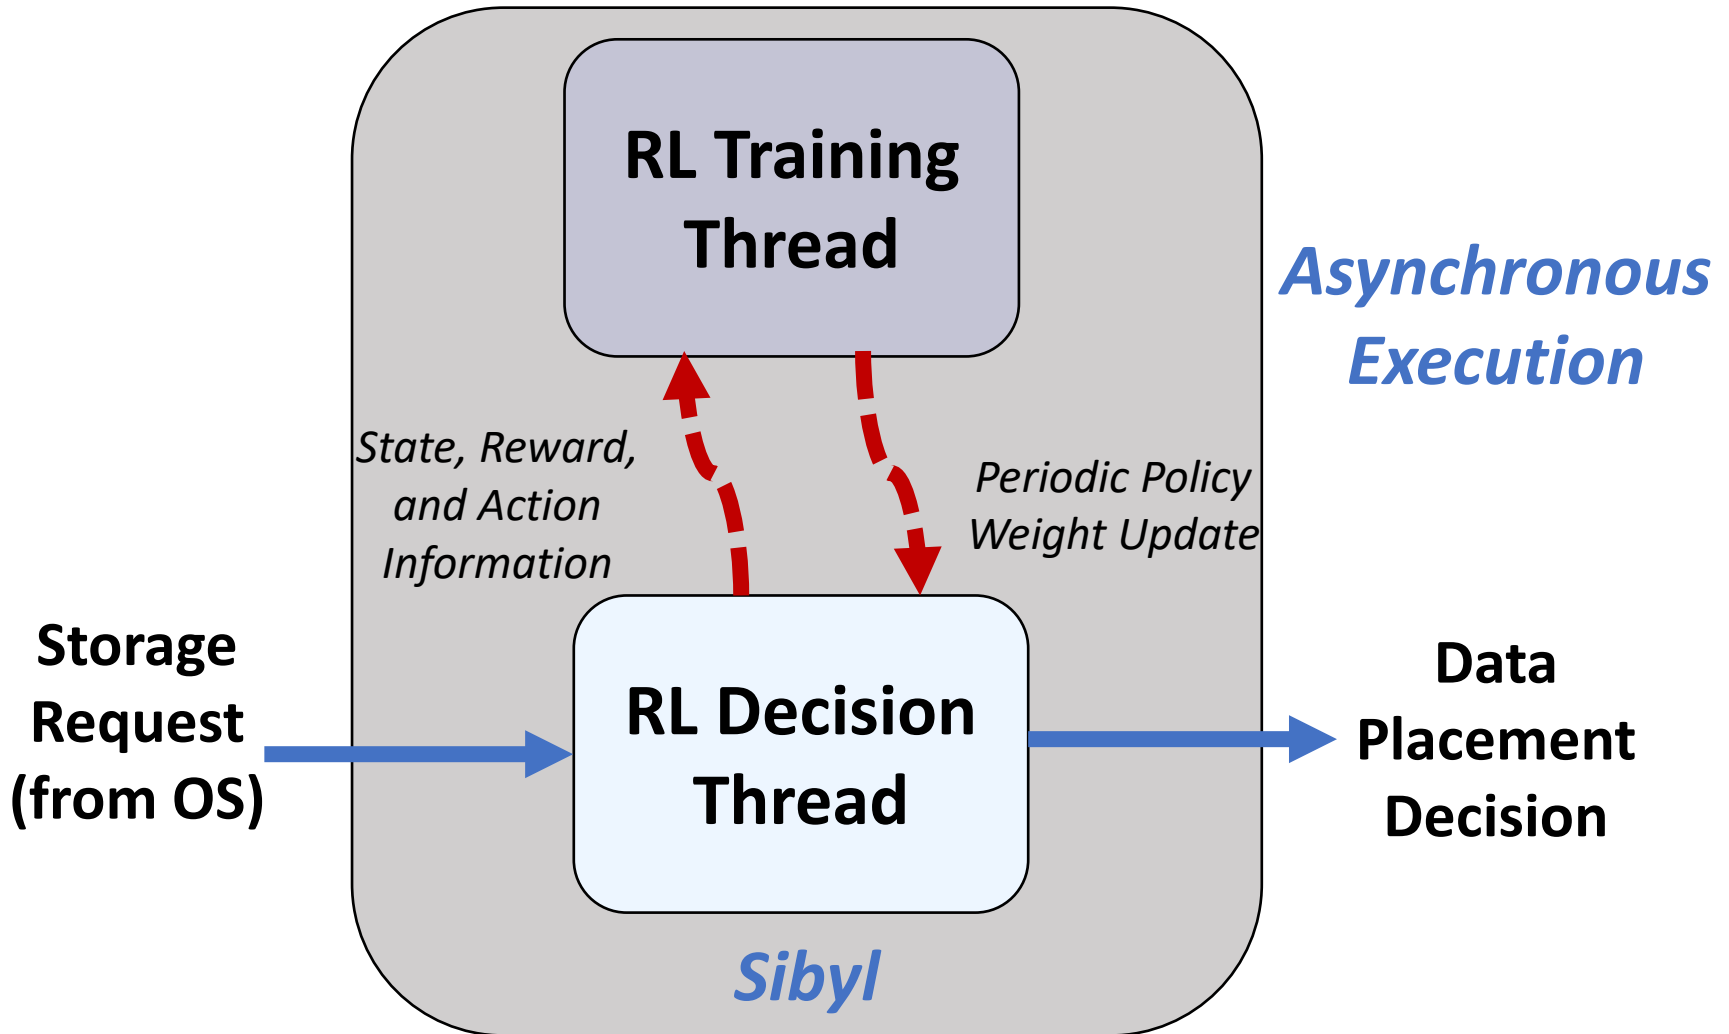 RL Training
Thread
Asynchronous
Execution
State, Reward,
and Action
Information
Periodic Policy
Weight Update
Storage
Request
(from OS)
RL Decision
Thread
Data
Placement
Decision
Sibyl